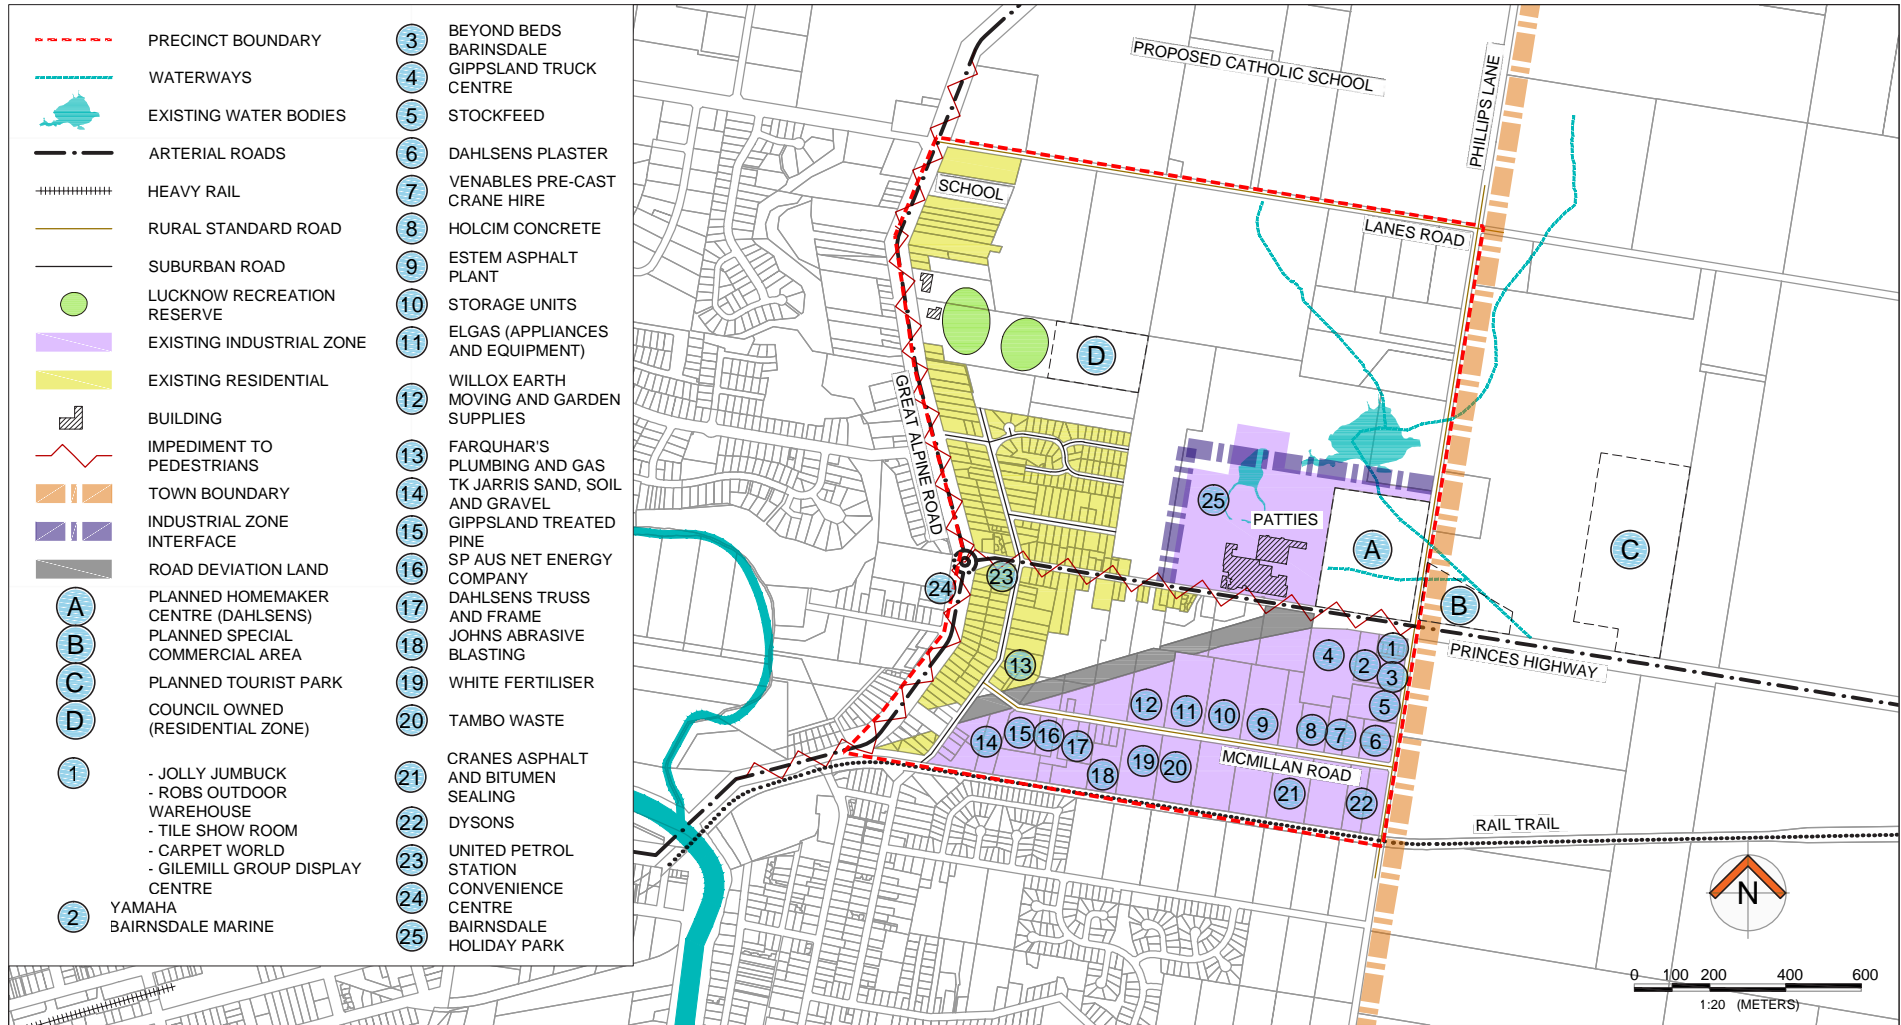 PRECINCT BOUNDARY
WATERWAYS
EXISTING WATER BODIES
ARTERIAL ROADS
HEAVY RAIL
RURAL STANDARD ROAD
SUBURBAN ROAD
LUCKNOW RECREATION
RESERVE
EXISTING INDUSTRIAL ZONE
EXISTING RESIDENTIAL
BUILDING
IMPEDIMENT TO
PEDESTRIANS
TOWN BOUNDARY
INDUSTRIAL ZONE
INTERFACE
ROAD DEVIATION LAND
A PLANNED HOMEMAKER
CENTRE (DAHLSENS)
B PLANNED SPECIAL
COMMERCIAL AREA
C PLANNED TOURIST PARK
D COUNCIL OWNED
(RESIDENTIAL ZONE)
1
- JOLLY JUMBUCK
- ROBS OUTDOOR
WAREHOUSE
- TILE SHOW ROOM
- CARPET WORLD
- GILEMILL GROUP DISPLAY
CENTRE
2 YAMAHA
BAIRNSDALE MARINE
3 BEYOND BEDS
BARINSDALE
4 GIPPSLAND TRUCK
CENTRE
5 STOCKFEED
6 DAHLSENS PLASTER
7 VENABLES PRE-CAST
CRANE HIRE
8 HOLCIM CONCRETE
9 ESTEM ASPHALT
PLANT
10 STORAGE UNITS
11 ELGAS (APPLIANCES
AND EQUIPMENT)
12 WILLOX EARTH
MOVING AND GARDEN
SUPPLIES
13 FARQUHAR'S
PLUMBING AND GAS
14 TK JARRIS SAND, SOIL
AND GRAVEL
15 GIPPSLAND TREATED
PINE
16 SP AUS NET ENERGY
COMPANY
17 DAHLSENS TRUSS
AND FRAME
18 JOHNS ABRASIVE
BLASTING
19 WHITE FERTILISER
20 TAMBO WASTE
21 CRANES ASPHALT
AND BITUMEN
SEALING
22 DYSONS
23 UNITED PETROL
STATION
24 CONVENIENCE
CENTRE
25 BAIRNSDALE
HOLIDAY PARK
PROPOSED CATHOLIC SCHOOL
PHILLIPS LANE
SCHOOL
LANES ROAD
D
GREAT ALPINE ROAD
25
PATTIES
A
C
24
23
B
PRINCES HIGHWAY
13
4
2
1
3
5
12
11
10
9
8
7
6
14
15
16
17
18
19
20
MCMILLAN ROAD
21
22
RAIL TRAIL
N
0 100 200 400 600
1:20 (METERS)